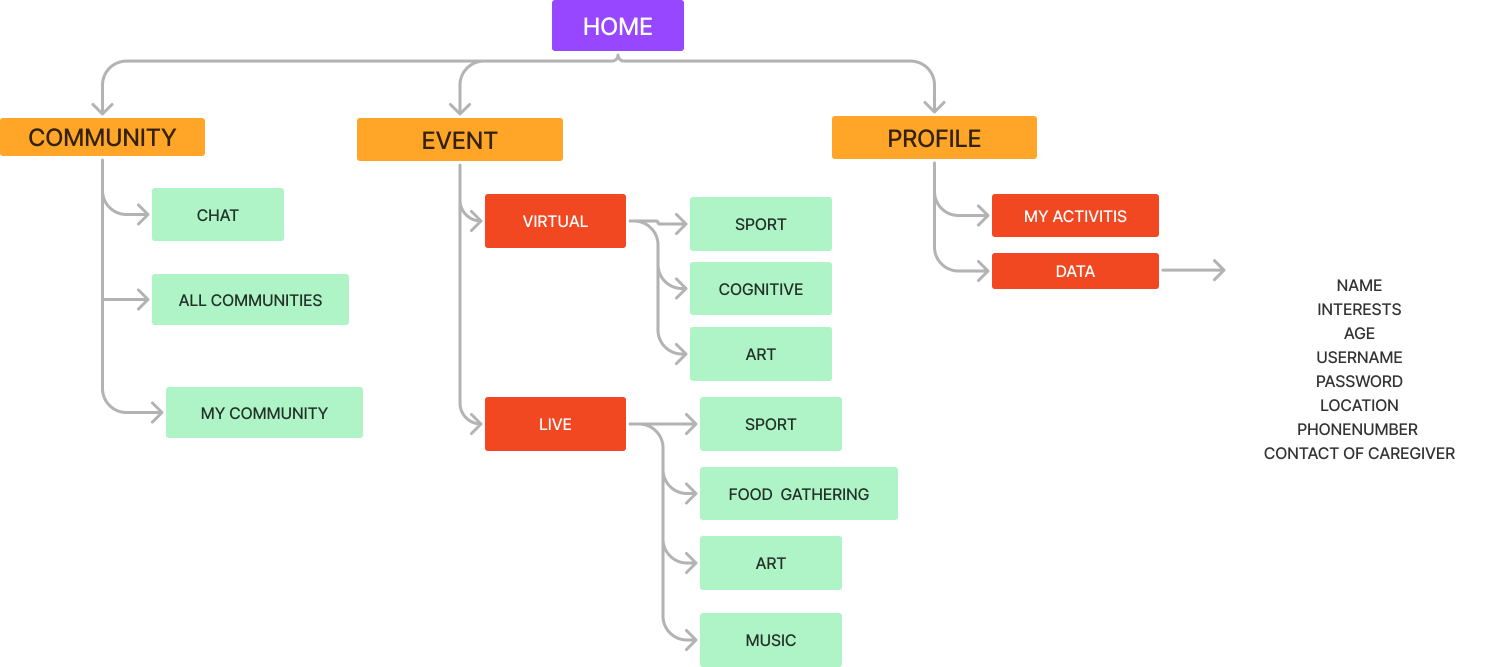 HOME
COMMUNITY
EVENT
PROFILE
CHAT
ALL COMMUNITIES
MY COMMUNITY
VIRTUAL
SPORT
COGNITIVE
ART
LIVE
SPORT
FOOD  GATHERING
ART
MUSIC
MY ACTIVITIS
DATA
NAME
INTERESTS
AGE
USERNAME
PASSWORD
LOCATION
PHONENUMBER
CONTACT OF CAREGIVER